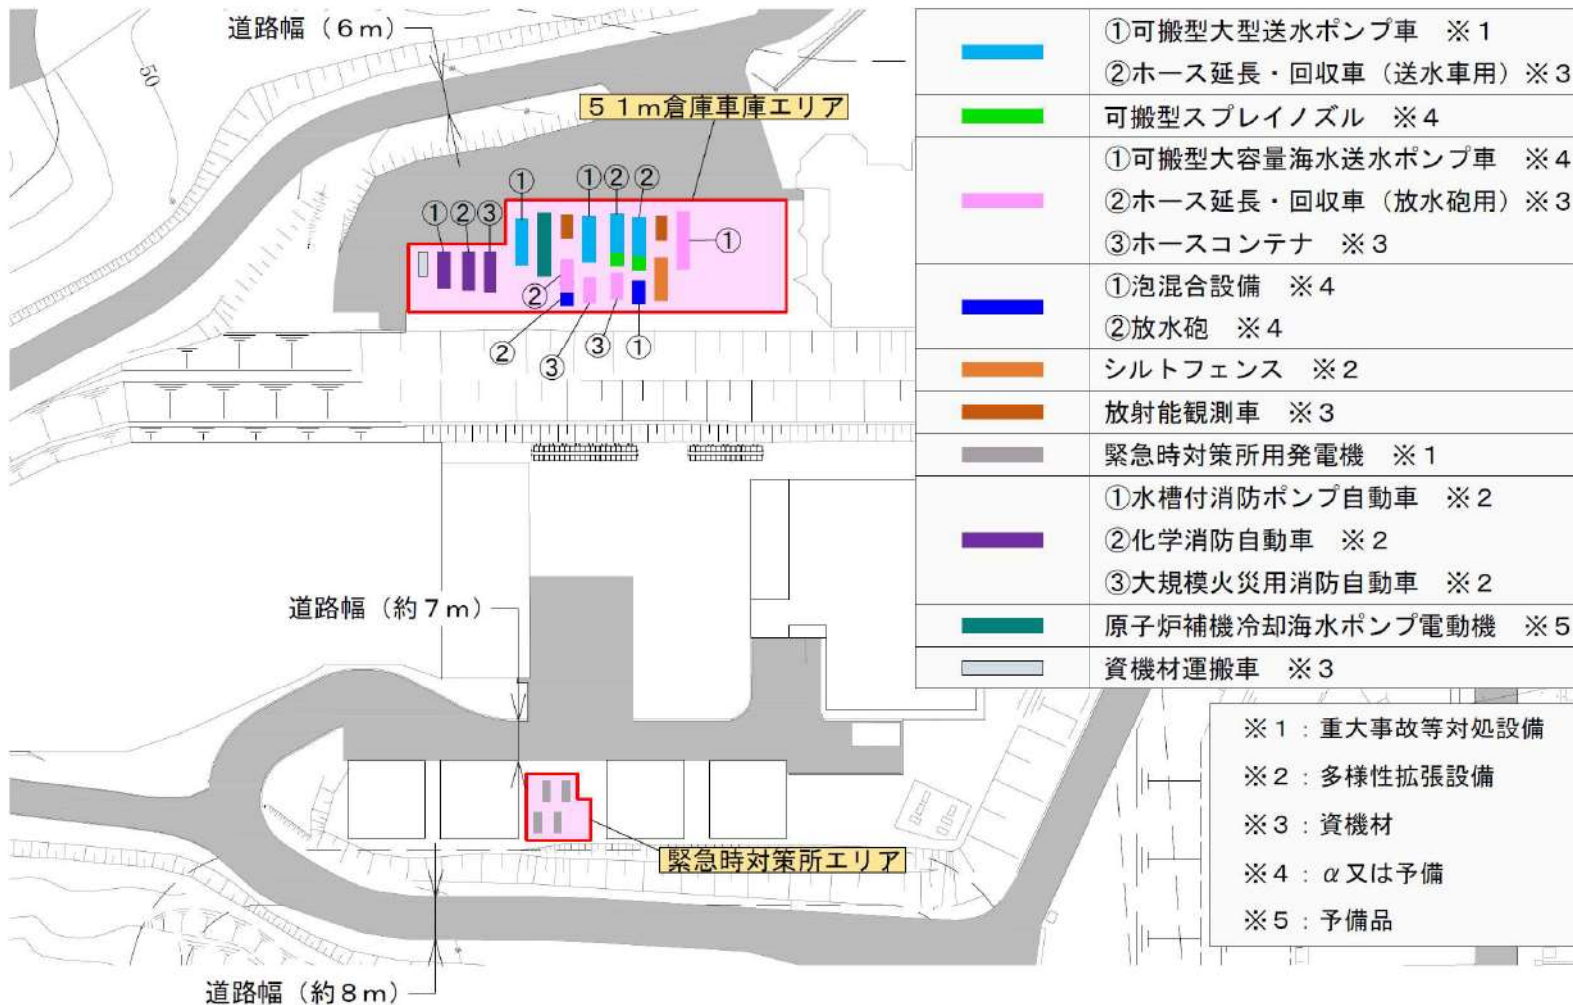 道路幅（６ｍ）
50
５１ｍ倉庫車庫エリア
① ① ② ②
① ② ③
①
②
② ③ ③ ①
道路幅（約７ｍ）
緊急時対策所エリア
道路幅（約８ｍ）
①可搬型大型送水ポンプ車　※１
②ホース延長・回収車（送水車用）※３
可搬型スプレイノズル　※４
①可搬型大容量海水送水ポンプ車　※４
②ホース延長・回収車（放水砲用）※３
③ホースコンテナ　※３
①泡混合設備　※４
②放水砲　※４
シルトフェンス　※２
放射能観測車　※３
緊急時対策所用発電機　※１
①水槽付消防ポンプ自動車　※２
②化学消防自動車　※２
③大規模火災用消防自動車　※２
原子炉補機冷却海水ポンプ電動機　※５
資機材運搬車　※３
※１：重大事故等対処設備
※２：多様性拡張設備
※３：資機材
※４：α又は予備
※５：予備品